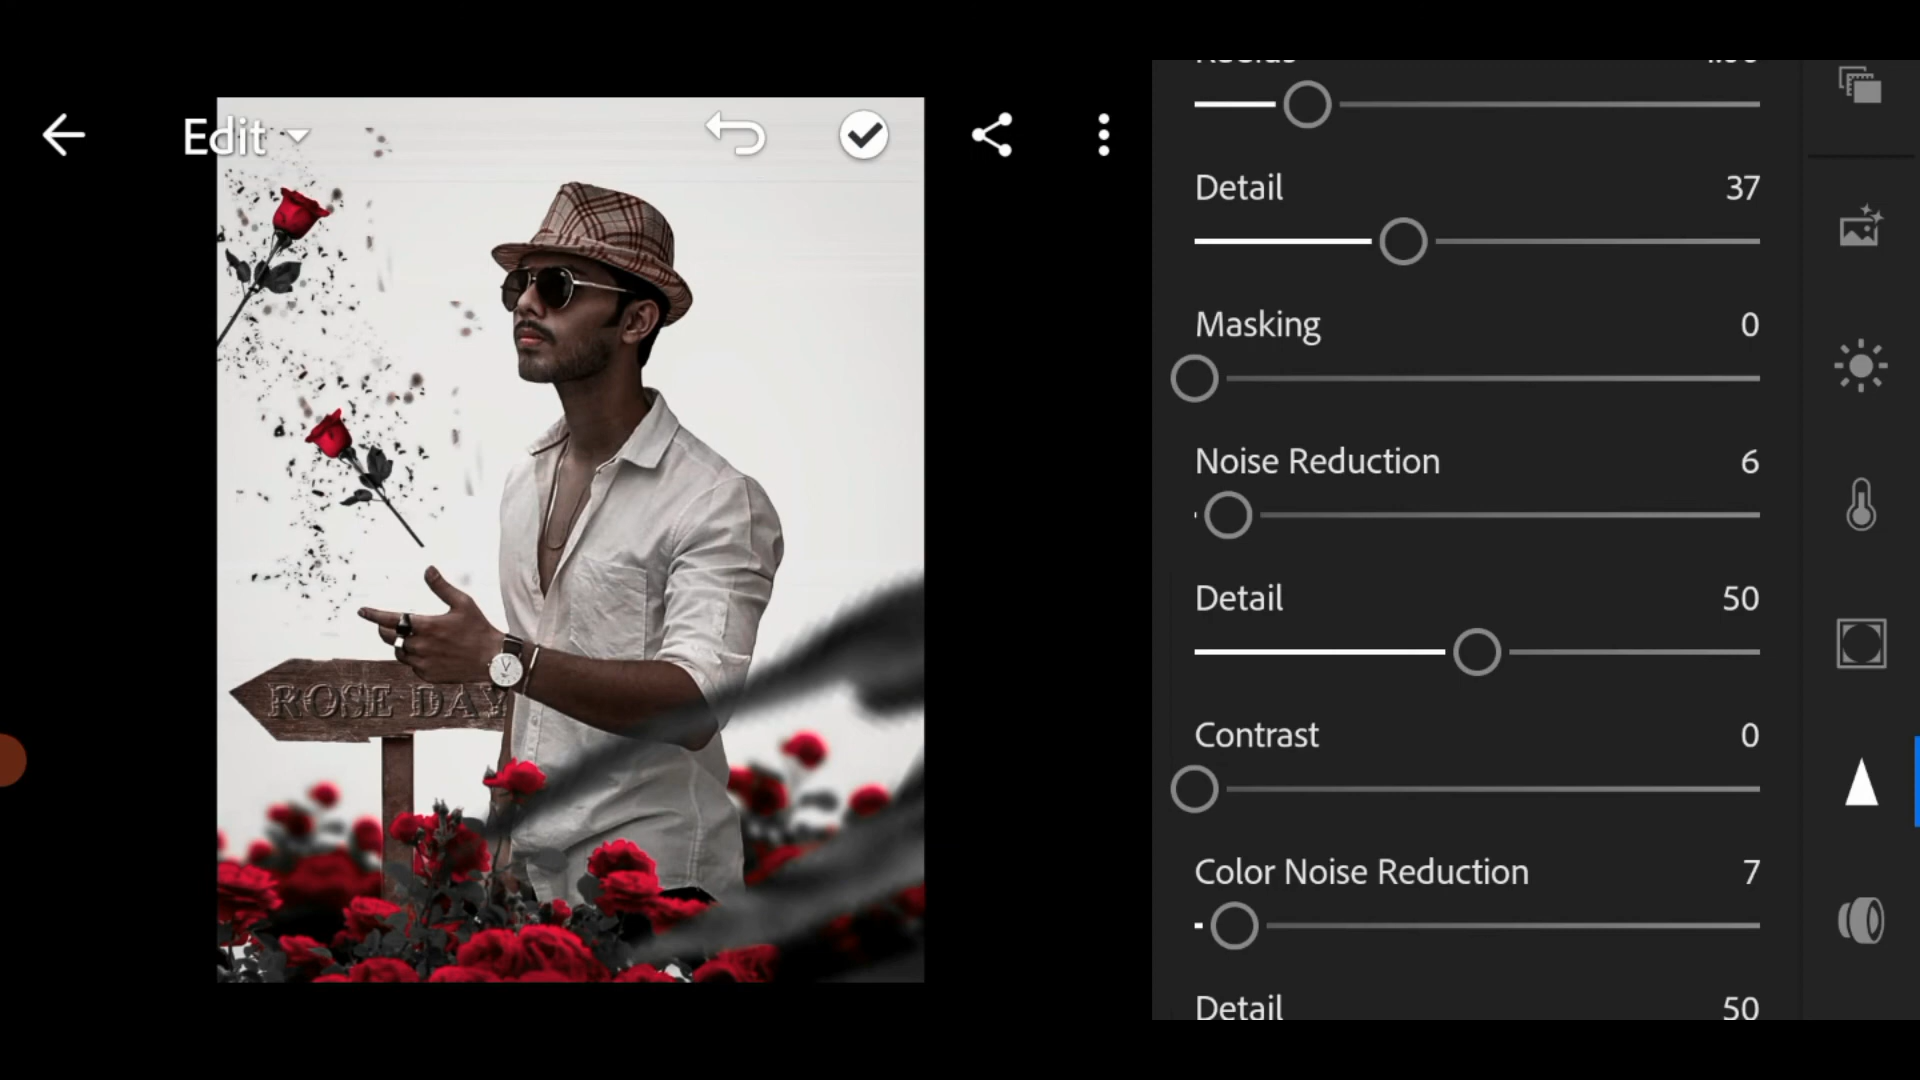 Edit
ROSE DAY
Detail 37
Masking 0
Noise Reduction 6
Detail 50
Contrast 0
Color Noise Reduction 7
Detail 50